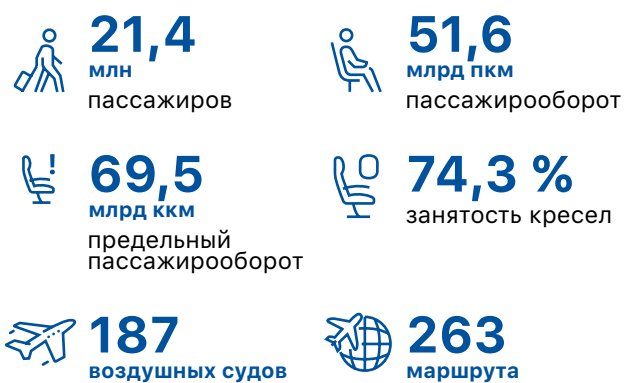 21,4
млн
пассажиров
51,6
млрд пкм
пассажирооборот
69,5
млрд ккм
предельный
пассажирооборот
74,3 %
занятость кресел
187
воздушных судов
263
маршрута